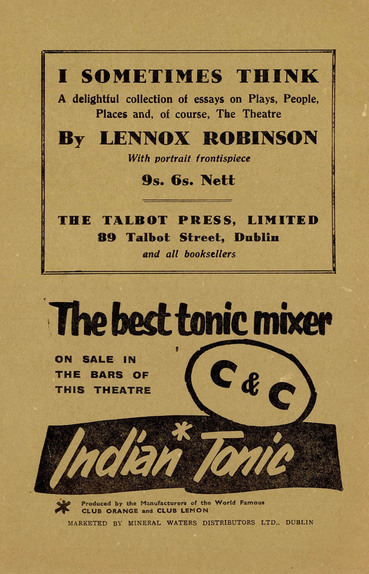 I SOMETIMES THINK
A delightful collection of essays on Plays, People,
Places and, of course, The Theatre
By LENNOX ROBINSON
With portrait frontispiece
9s. 6s. Nett
THE TALBOT PRESS, LIMITED
89 Talbot Street, Dublin
and all booksellers
The best tonic mixer
ON SALE IN
THE BARS OF
THIS THEATRE
C & C
Indian* Tonic
* Produced by the Manufacturers of the World Famous
CLUB ORANGE and CLUB LEMON
MARKETED BY MINERAL WATERS DISTRIBUTORS LTD., DUBLIN